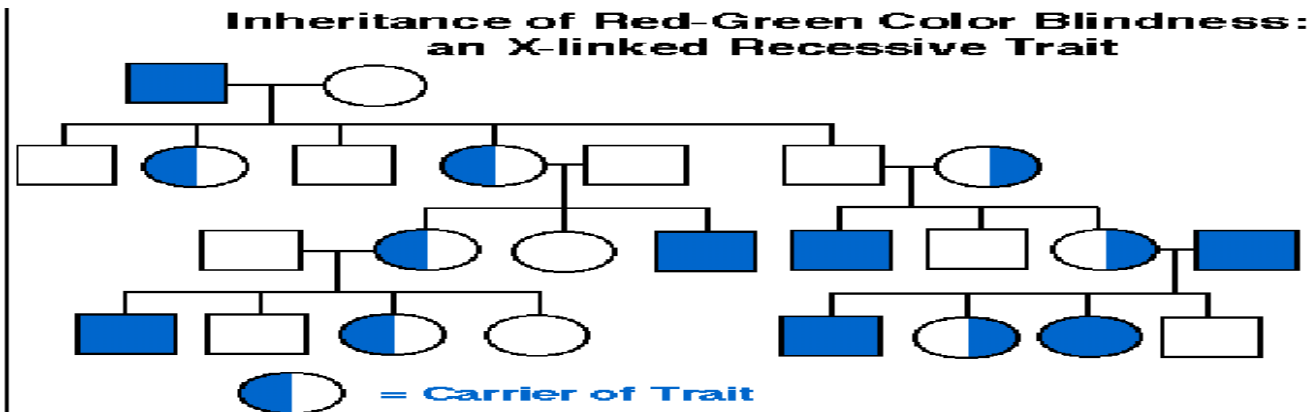 Inheritance of Red-Green Color Blindness:
an X-linked Recessive Trait
= Carrier of Trait